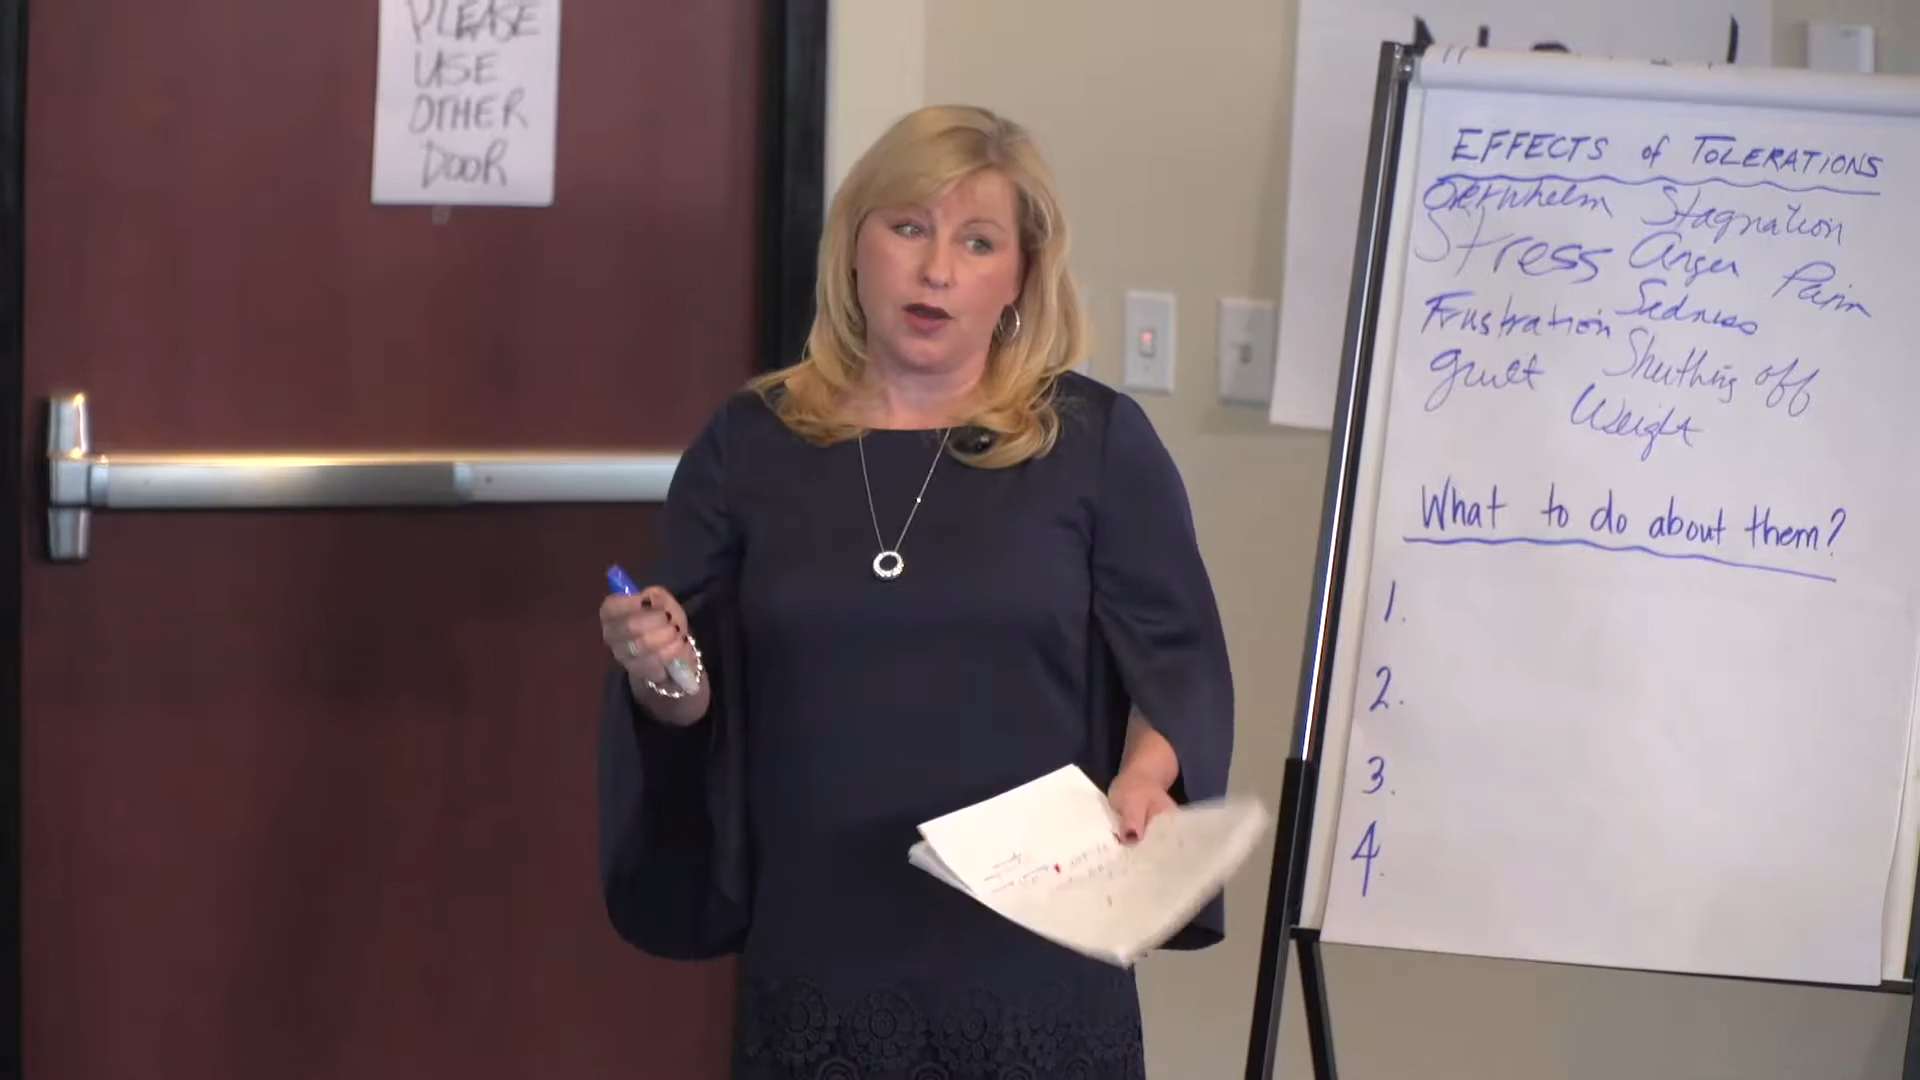 PLEASE
USE
OTHER
DOOR
EFFECTS of TOLERATIONS
Overwhelm Stagnation
Stress Anger Pain
Frustration Sadness
guilt Shutting off
Weight
What to do about them?
1.
2.
3.
4.